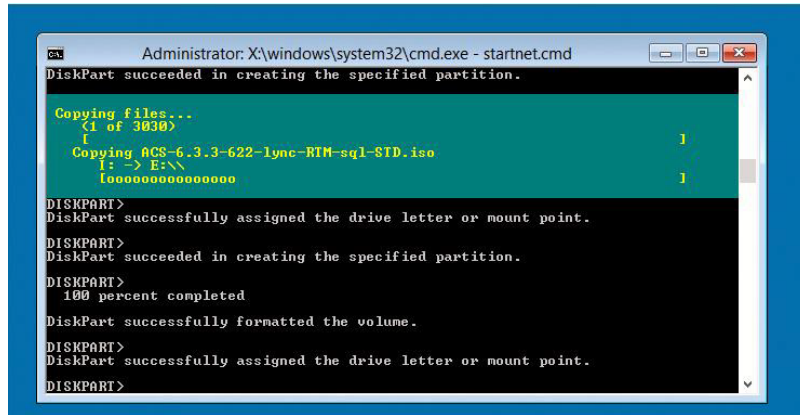 Administrator: X:\windows\system32\cmd.exe - startnet.cmd
DiskPart succeeded in creating the specified partition.
Copying files...
(1 of 3030)
[ ]
Copying ACS-6.3.3-622-lync-RTM-sql-STD.iso
I: -> E:\\
[ooooooooooooooo ]
DISKPART>
DiskPart successfully assigned the drive letter or mount point.
DISKPART>
DiskPart succeeded in creating the specified partition.
DISKPART>
100 percent completed
DiskPart successfully formatted the volume.
DISKPART>
DiskPart successfully assigned the drive letter or mount point.
DISKPART>